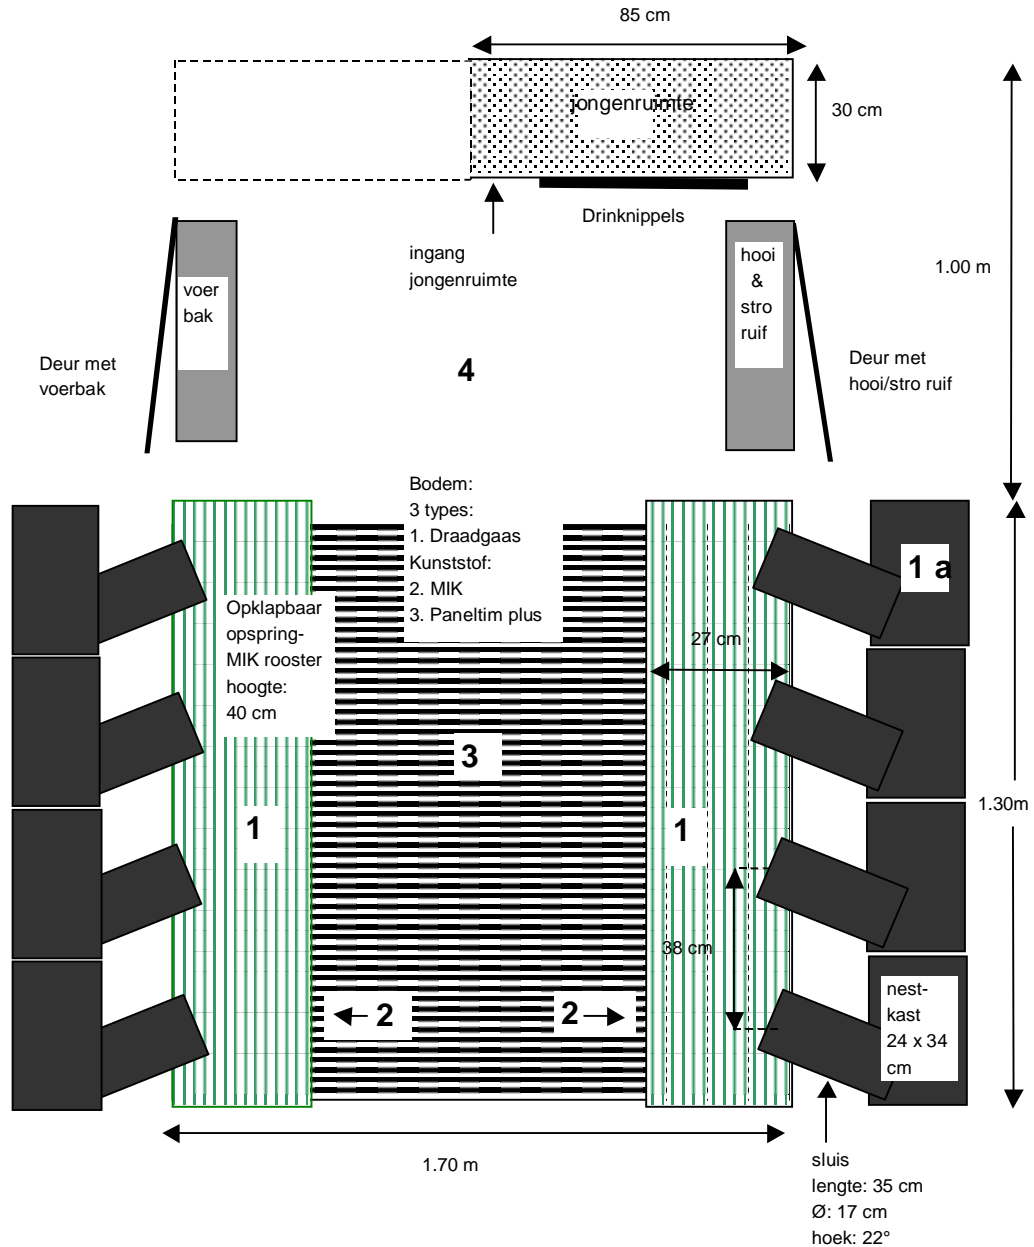 85 cm
jongenruimte
30 cm
Drinknippels
ingang
jongenruimte
hooi
&
stro
ruif
1.00 m
voer
bak
Deur met
voerbak
4
Deur met
hooi/stro ruif
Bodem:
3 types:
1. Draadgaas
Kunststof:
2. MIK
3. Paneltim plus
1 a
Opklapbaar
opspring-
MIK rooster
hoogte:
40 cm
27 cm
3
1.30m
1
1
38 cm
nest-
kast
24 x 34
cm
2
2
1.70 m
sluis
lengte: 35 cm
Ø: 17 cm
hoek: 22°